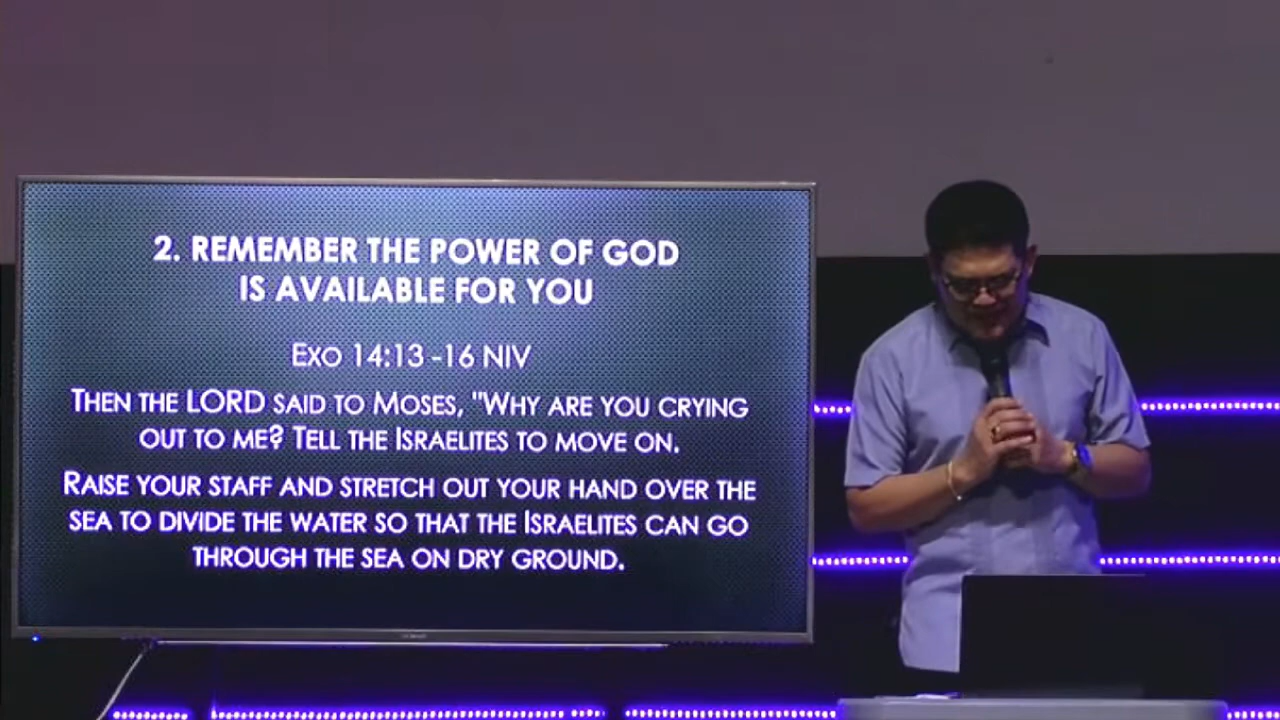 2. REMEMBER THE POWER OF GOD
IS AVAILABLE FOR YOU
EXO 14:13 -16 NIV
THEN THE LORD SAID TO MOSES, "WHY ARE YOU CRYING
OUT TO ME? TELL THE ISRAELITES TO MOVE ON.
RAISE YOUR STAFF AND STRETCH OUT YOUR HAND OVER THE
SEA TO DIVIDE THE WATER SO THAT THE ISRAELITES CAN GO
THROUGH THE SEA ON DRY GROUND.